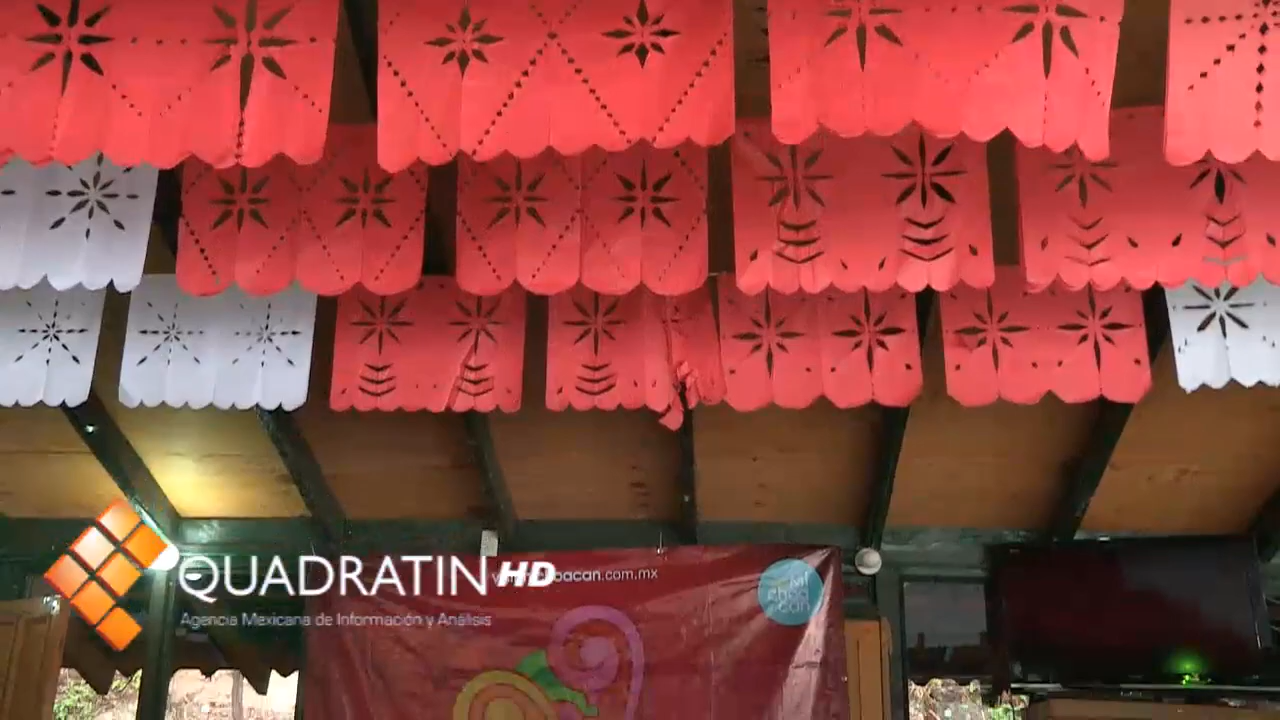 QUADRATIN HD
Agencia Mexicana de Información y Análisis
.com.mx